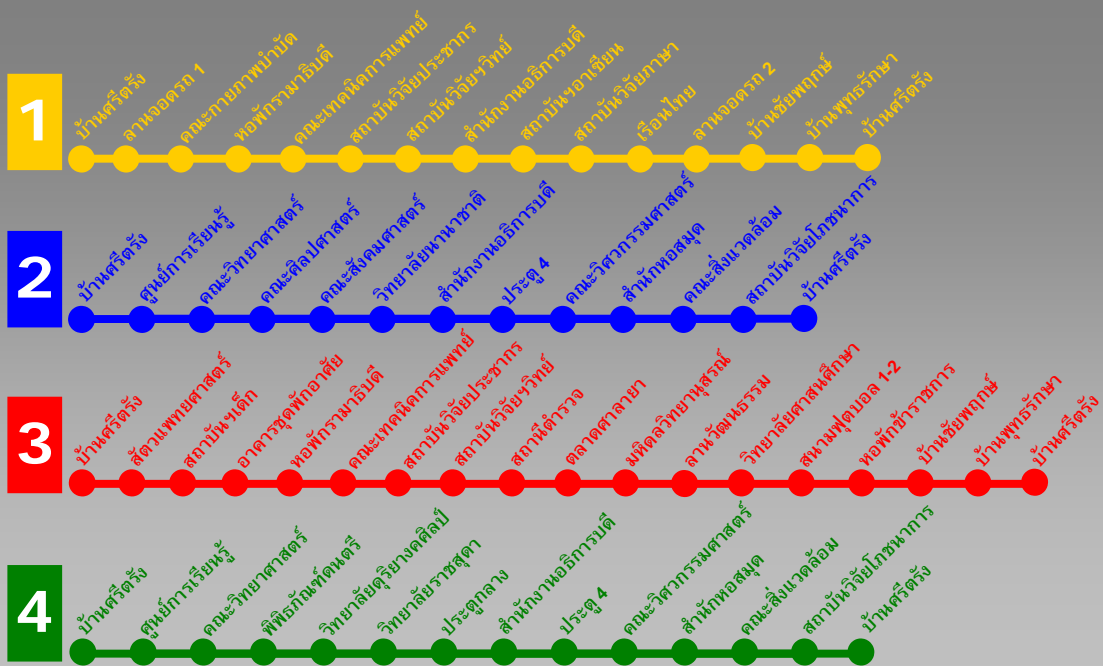 1
บ้านศรีตรัง
ลานจอดรถ 1
คณะกายภาพบำบัด
หอพักรามาธิบดี
คณะเทคนิคการแพทย์
สถาบันวิจัยประชากร
สถาบันวิจัยฯวิทย์
สำนักงานอธิการบดี
สถาบันฯอาเซียน
สถาบันวิจัยภาษา
เรือนไทย
ลานจอดรถ 2
บ้านชัยพฤกษ์
บ้านพุทธรักษา
บ้านศรีตรัง
2
บ้านศรีตรัง
ศูนย์การเรียนรู้
คณะวิทยาศาสตร์
คณะศิลปศาสตร์
คณะสังคมศาสตร์
วิทยาลัยนานาชาติ
สำนักงานอธิการบดี
ประตู 4
คณะวิศวกรรมศาสตร์
สำนักหอสมุด
คณะสิ่งแวดล้อม
สถาบันวิจัยโภชนาการ
บ้านศรีตรัง
3
บ้านศรีตรัง
สัตวแพทยศาสตร์
สถาบันฯเด็ก
อาคารชุดพักอาศัย
หอพักรามาธิบดี
คณะเทคนิคการแพทย์
สถาบันวิจัยประชากร
สถาบันวิจัยฯวิทย์
สถานีตำรวจ
ตลาดศาลายา
มหิดลวิทยานุสรณ์
ลานวัฒนธรรม
วิทยาลัยศาสนศึกษา
สนามฟุตบอล 1-2
หอพักข้าราชการ
บ้านชัยพฤกษ์
บ้านพุทธรักษา
บ้านศรีตรัง
4
บ้านศรีตรัง
ศูนย์การเรียนรู้
คณะวิทยาศาสตร์
พิพิธภัณฑ์ดนตรี
วิทยาลัยดุริยางคศิลป์
วิทยาลัยราชสุดา
ประตูกลาง
สำนักงานอธิการบดี
ประตู 4
คณะวิศวกรรมศาสตร์
สำนักหอสมุด
คณะสิ่งแวดล้อม
สถาบันวิจัยโภชนาการ
บ้านศรีตรัง